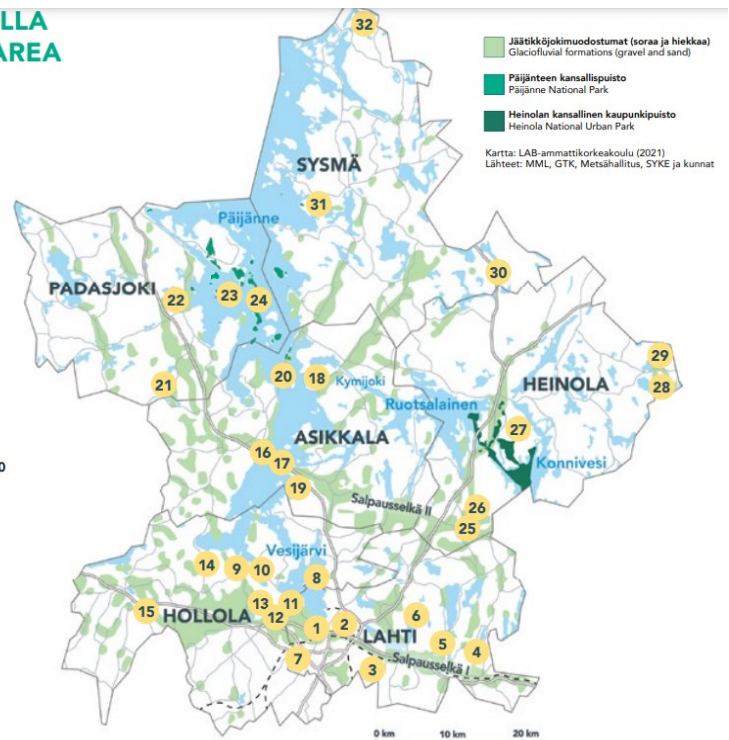 LLA
AREA
32
Jäätikköjokimuodostumat (soraa ja hiekkaa)
Glaciofluvial formations (gravel and sand)
Päijänteen kansallispuisto
Päijänne National Park
Heinolan kansallinen kaupunkipuisto
Heinola National Urban Park
Kartta: LAB-ammattikorkeakoulu (2021)
Lähteet: MML, GTK, Metsähallitus, SYKE ja kunnat
SYSMÄ
31
Päijänne
30
PADASJOKI
22
23
24
29
28
21
20
18
Kymijoki
HEINOLA
Ruotsalainen
27
ASIKKALA
16
17
Konnivesi
0
19
Salpausselkä II
26
25
Vesijärvi
14
9
10
8
15
HOLLOLA
13
11
12
6
1
2
LAHTI
5
4
7
3
Salpausselkä I
0 km
10 km
20 km